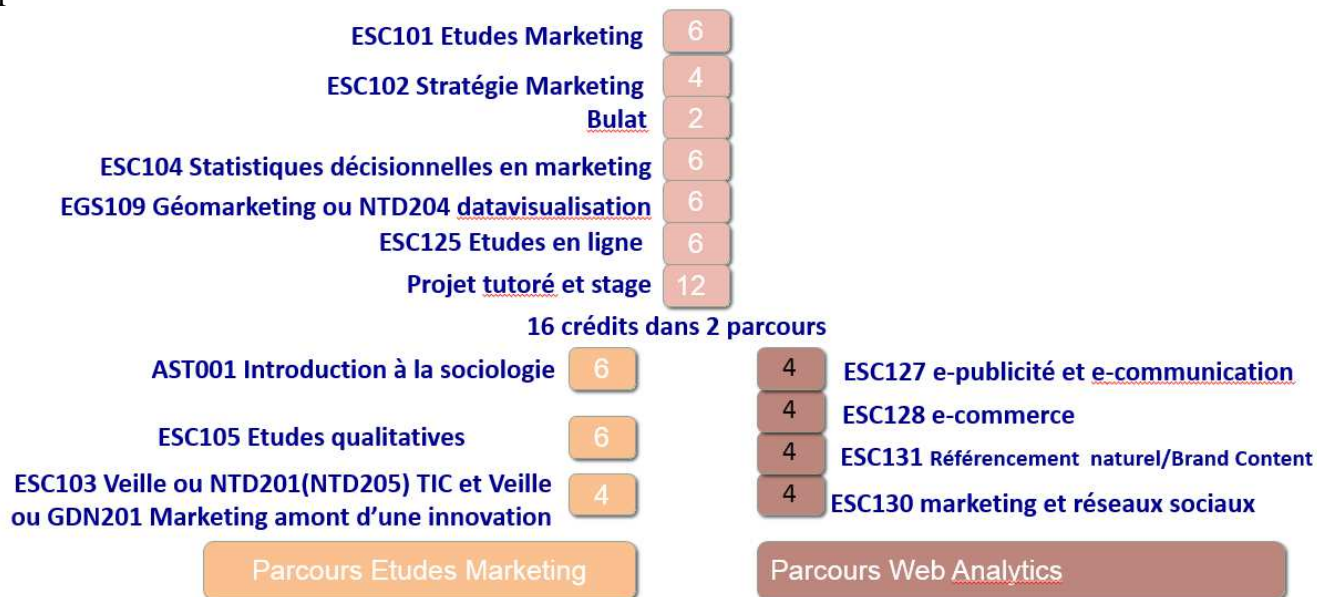 ESC101 Etudes Marketing 6
ESC102 Stratégie Marketing 4
Bulat 2
ESC104 Statistiques décisionnelles en marketing 6
EGS109 Géomarketing ou NTD204 datavisualisation 6
ESC125 Etudes en ligne 6
Projet tutoré et stage 12
16 crédits dans 2 parcours
AST001 Introduction à la sociologie 6
ESC105 Etudes qualitatives 6
ESC103 Veille ou NTD201(NTD205) TIC et Veille
ou GDN201 Marketing amont d'une innovation 4
Parcours Etudes Marketing
4 ESC127 e-publicité et e-communication
4 ESC128 e-commerce
4 ESC131 Référencement naturel/Brand Content
4 ESC130 marketing et réseaux sociaux
Parcours Web Analytics